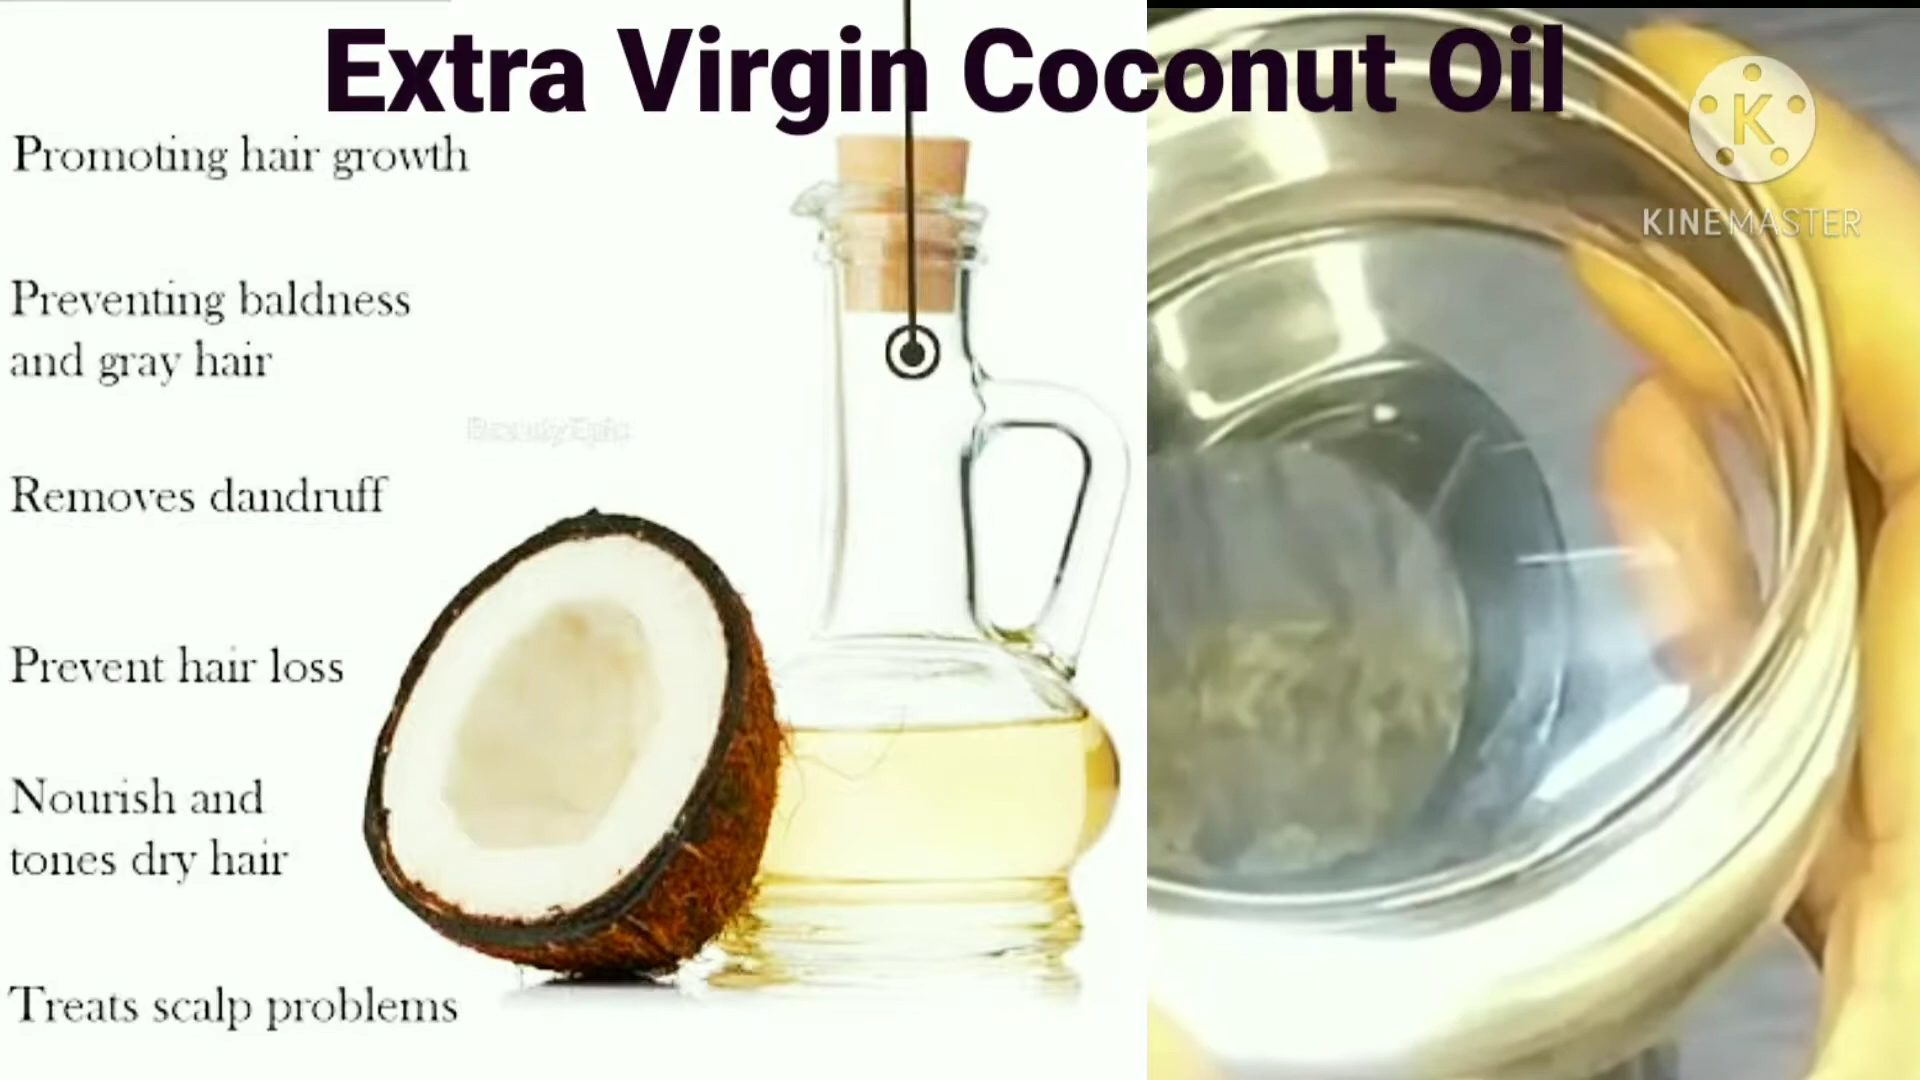 Extra Virgin Coconut Oil
Promoting hair growth
Preventing baldness
and gray hair
Removes dandruff
Prevent hair loss
Nourish and
tones dry hair
Treats scalp problems
K
KINEMASTER